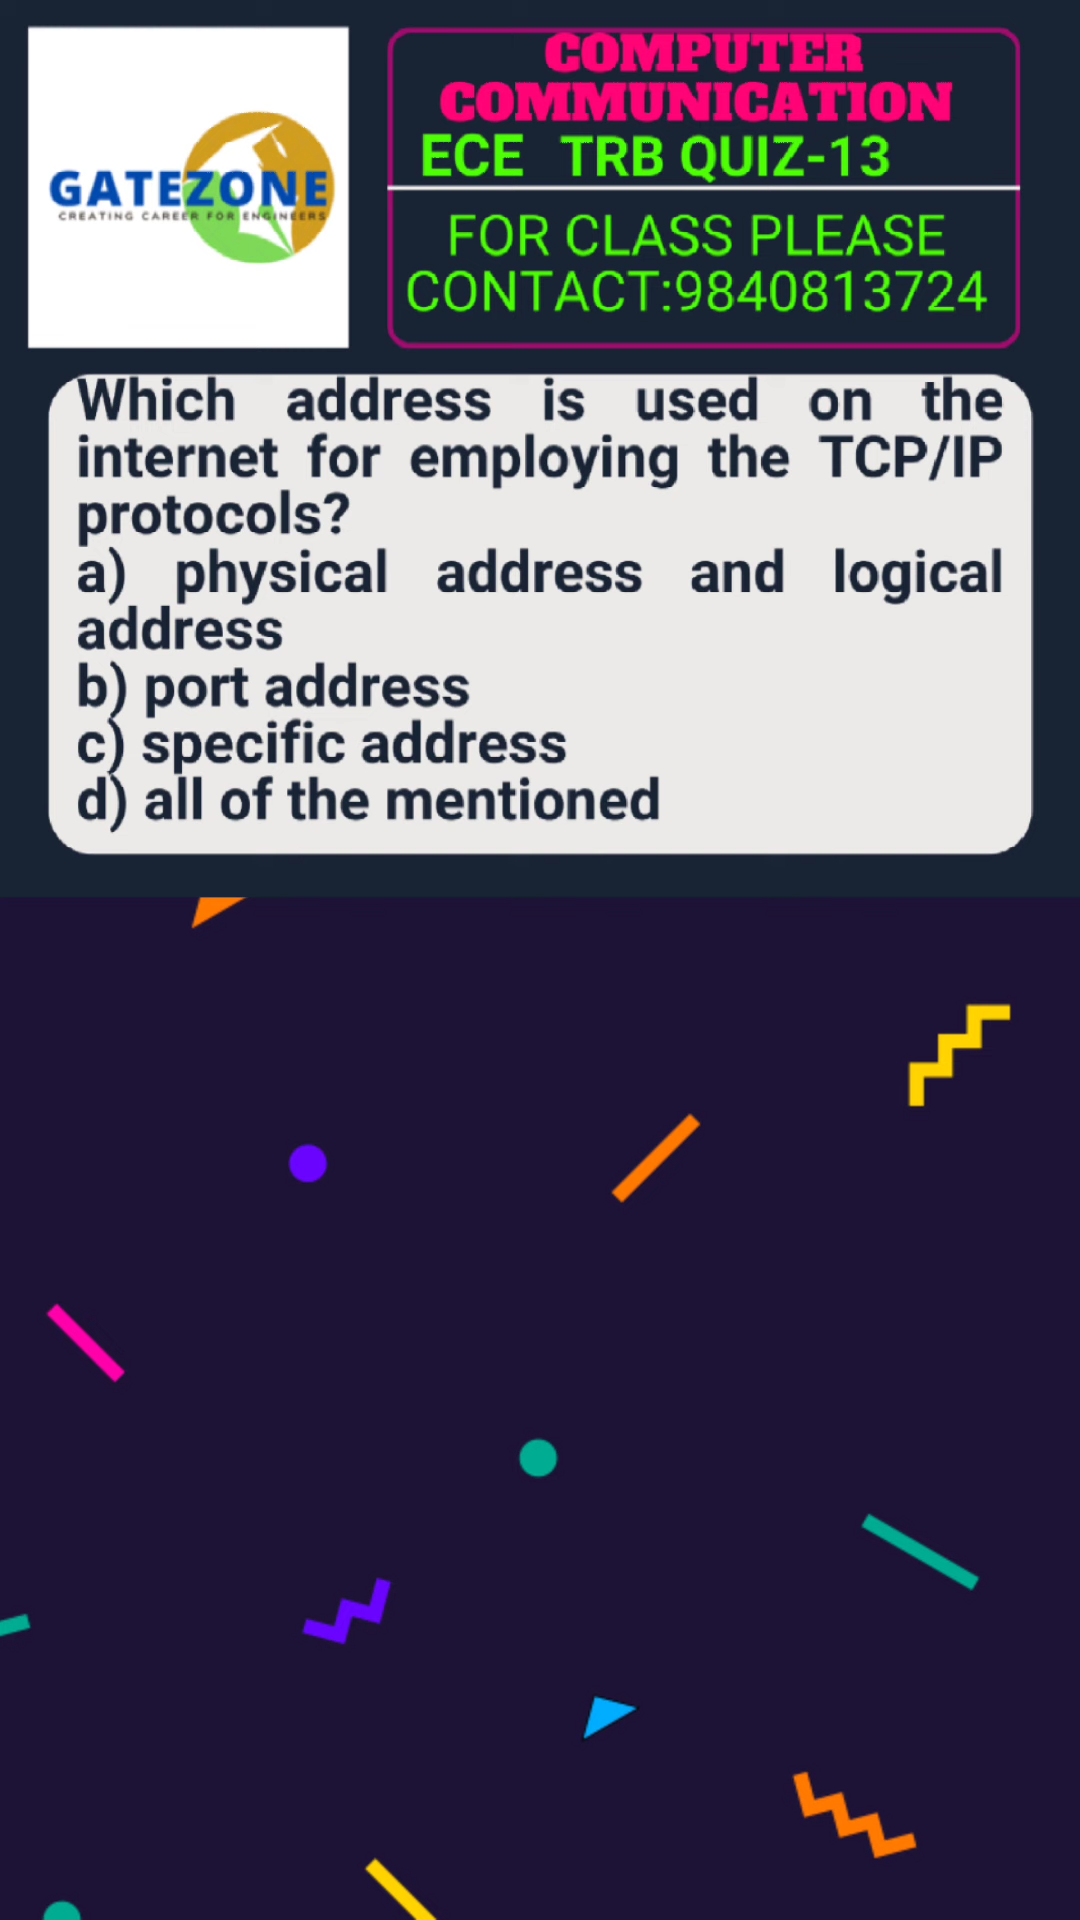 GATEZONE
CREATING CAREER FOR ENGINEERS
COMPUTER
COMMUNICATION
ECE TRB QUIZ-13
FOR CLASS PLEASE
CONTACT:9840813724
Which address is used on the
internet for employing the TCP/IP
protocols?
a) physical address and logical
address
b) port address
c) specific address
d) all of the mentioned